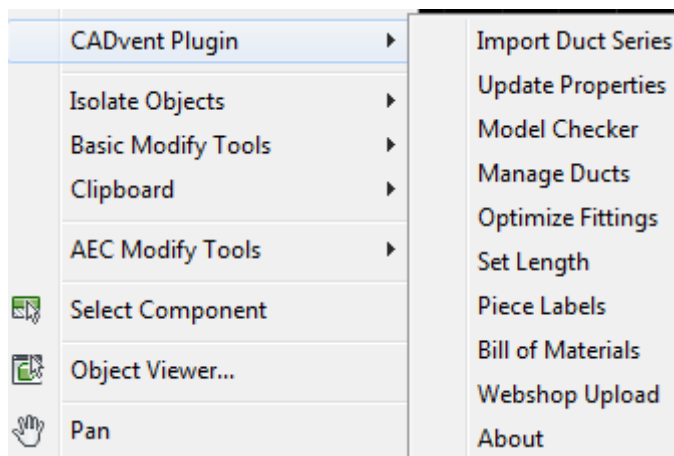 CADvent Plugin
Isolate Objects
Basic Modify Tools
Clipboard
AEC Modify Tools
Select Component
Object Viewer...
Pan
Import Duct Series
Update Properties
Model Checker
Manage Ducts
Optimize Fittings
Set Length
Piece Labels
Bill of Materials
Webshop Upload
About